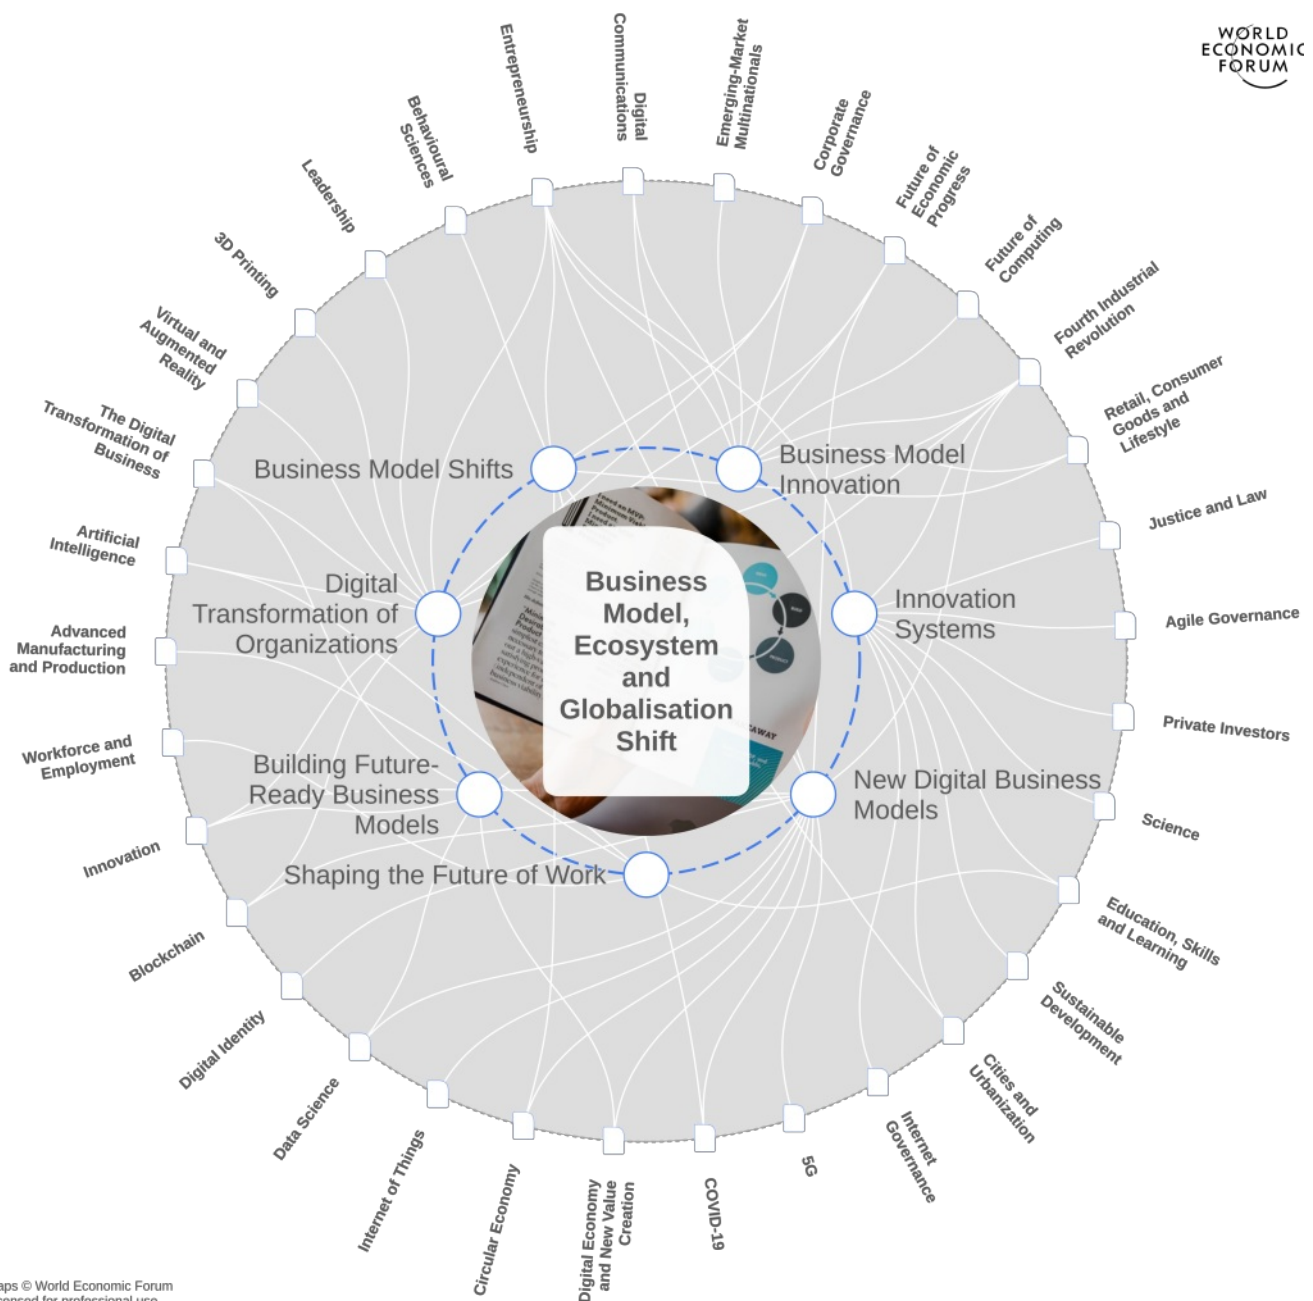 WORLD
ECONOMIC
FORUM
Entrepreneurship
Digital
Communications
Emerging-Market
Multinationals
Corporate
Governance
Future of
Economic
Progress
Future of
Computing
Fourth Industrial
Revolution
Retail, Consumer
Goods and
Lifestyle
Justice and Law
Agile Governance
Private Investors
Science
Education, Skills
and Learning
Sustainable
Development
Cities and
Urbanization
Internet
Governance
5G
COVID-19
Digital Economy
and New Value
Creation
Circular Economy
Internet of Things
Data Science
Digital Identity
Blockchain
Innovation
Workforce and
Employment
Advanced
Manufacturing
and Production
Artificial
Intelligence
The Digital
Transformation of
Business
Virtual and
Augmented
Reality
3D Printing
Leadership
Behavioural
Sciences
Business Model Shifts
Business Model
Innovation
Digital
Transformation of
Organizations
Innovation
Systems
Building Future-
Ready Business
Models
New Digital Business
Models
Shaping the Future of Work
Business
Model,
Ecosystem
and
Globalisation
Shift
© World Economic Forum
for professional use